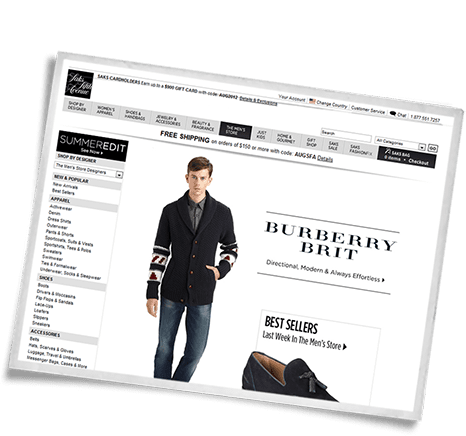 Saks
Fifth
Avenue
SAKS CARDHOLDERS Earn up to a $500 GIFT CARD with code: AUG2012 Details & Exclusions
Your Account Change Country Customer Service Chat 1.877.551.7257
SHOP BY DESIGNER
WOMEN'S APPAREL
SHOES & HANDBAGS
JEWELRY & ACCESSORIES
BEAUTY & FRAGRANCE
THE MEN'S STORE
JUST KIDS
HOME & GOURMET
GIFT SHOP
SAKS SALE
SAKS FASHION
Search
All Categories
GO
SAKS BAG
0 items • Checkout
FREE SHIPPING on orders of $150 or more with code: AUGSFA Details
SUMMEREDIT
See Now
SHOP BY DESIGNER
The Men's Store Designers
NEW & POPULAR
New Arrivals
Best Sellers
APPAREL
Activewear
Denim
Dress Shirts
Outerwear
Pants & Shorts
Sportcoats, Suits & Vests
Sportshirts, Tees & Polos
Sweaters
Swimwear
Ties & Formalwear
Underwear, Socks & Sleepwear
SHOES
Boots
Drivers & Moccasins
Flip Flops & Sandals
Lace-Ups
Loafers
Slippers
Sneakers
ACCESSORIES
Belts
Hats, Scarves & Gloves
Luggage, Travel & Umbrellas
Messenger Bags, Cases & More
BURBERRY
BRIT
Directional, Modern & Always Effortless
BEST SELLERS
Last Week In The Men's Store